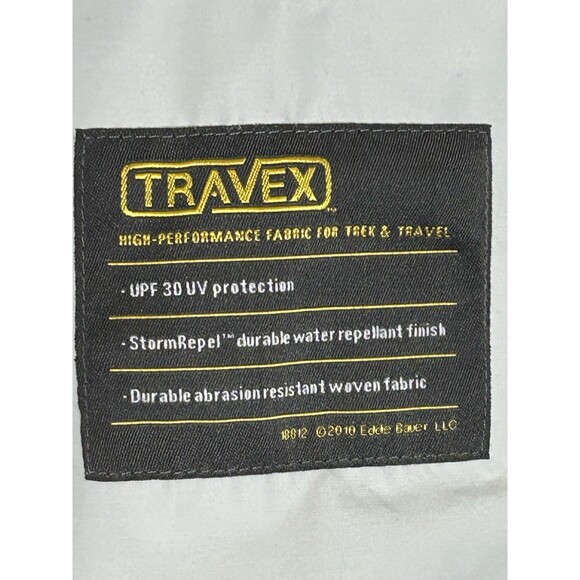 TRAVEX™
HIGH-PERFORMANCE FABRIC FOR TREK & TRAVEL
· UPF 30 UV protection
· StormRepel™ durable water repellant finish
· Durable abrasion resistant woven fabric
18812 ©2010 Eddie Bauer LLC